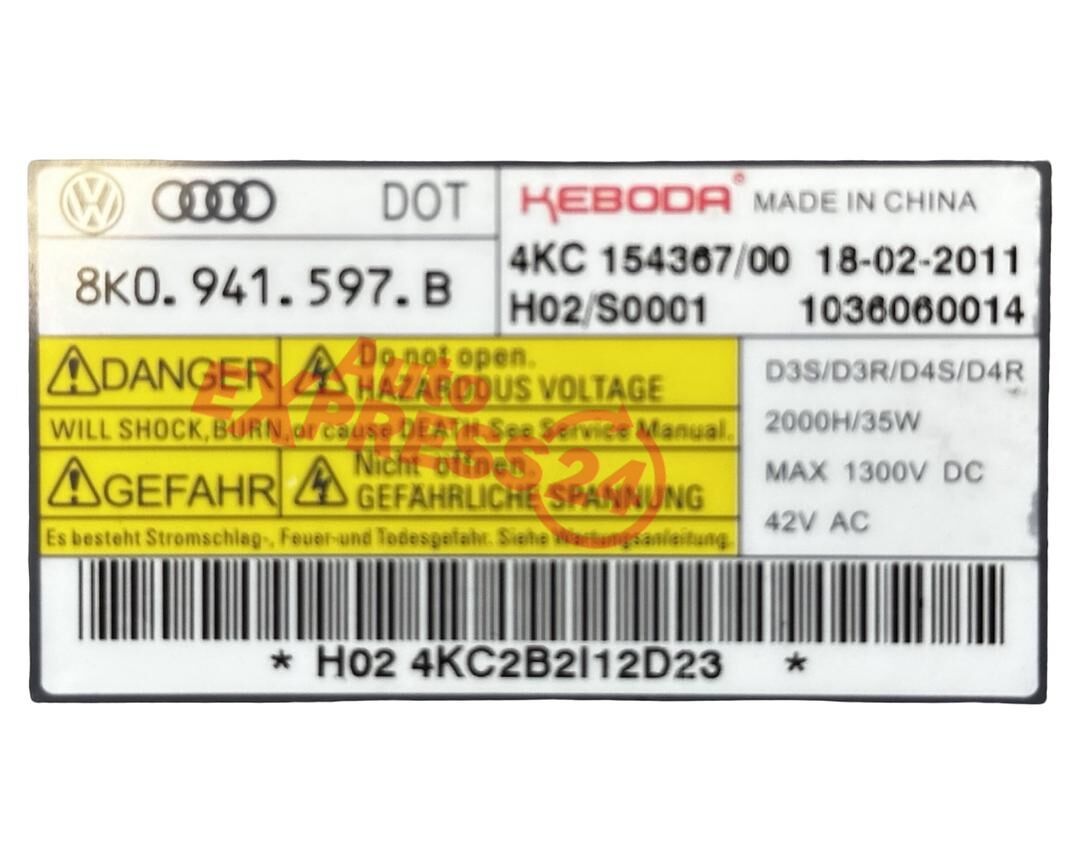 DOT
8K0.941.597.B
KEBODA® MADE IN CHINA
4KC 154367/00 18-02-2011
H02/S0001 1036060014
DANGER
Do not open.
HAZARDOUS VOLTAGE
WILL SHOCK,BURN,or cause DEATH. See Service Manual.
GEFAHR
Nicht öffnen.
GEFÄHRLICHE SPANNUNG
Es besteht Stromschlag-, Feuer-und Todesgefahr. Siehe Wartungsanleitung.
D3S/D3R/D4S/D4R
2000H/35W
MAX 1300V DC
42V AC
* H02 4KC2B2I12D23 *
Auto
EXPRESS24